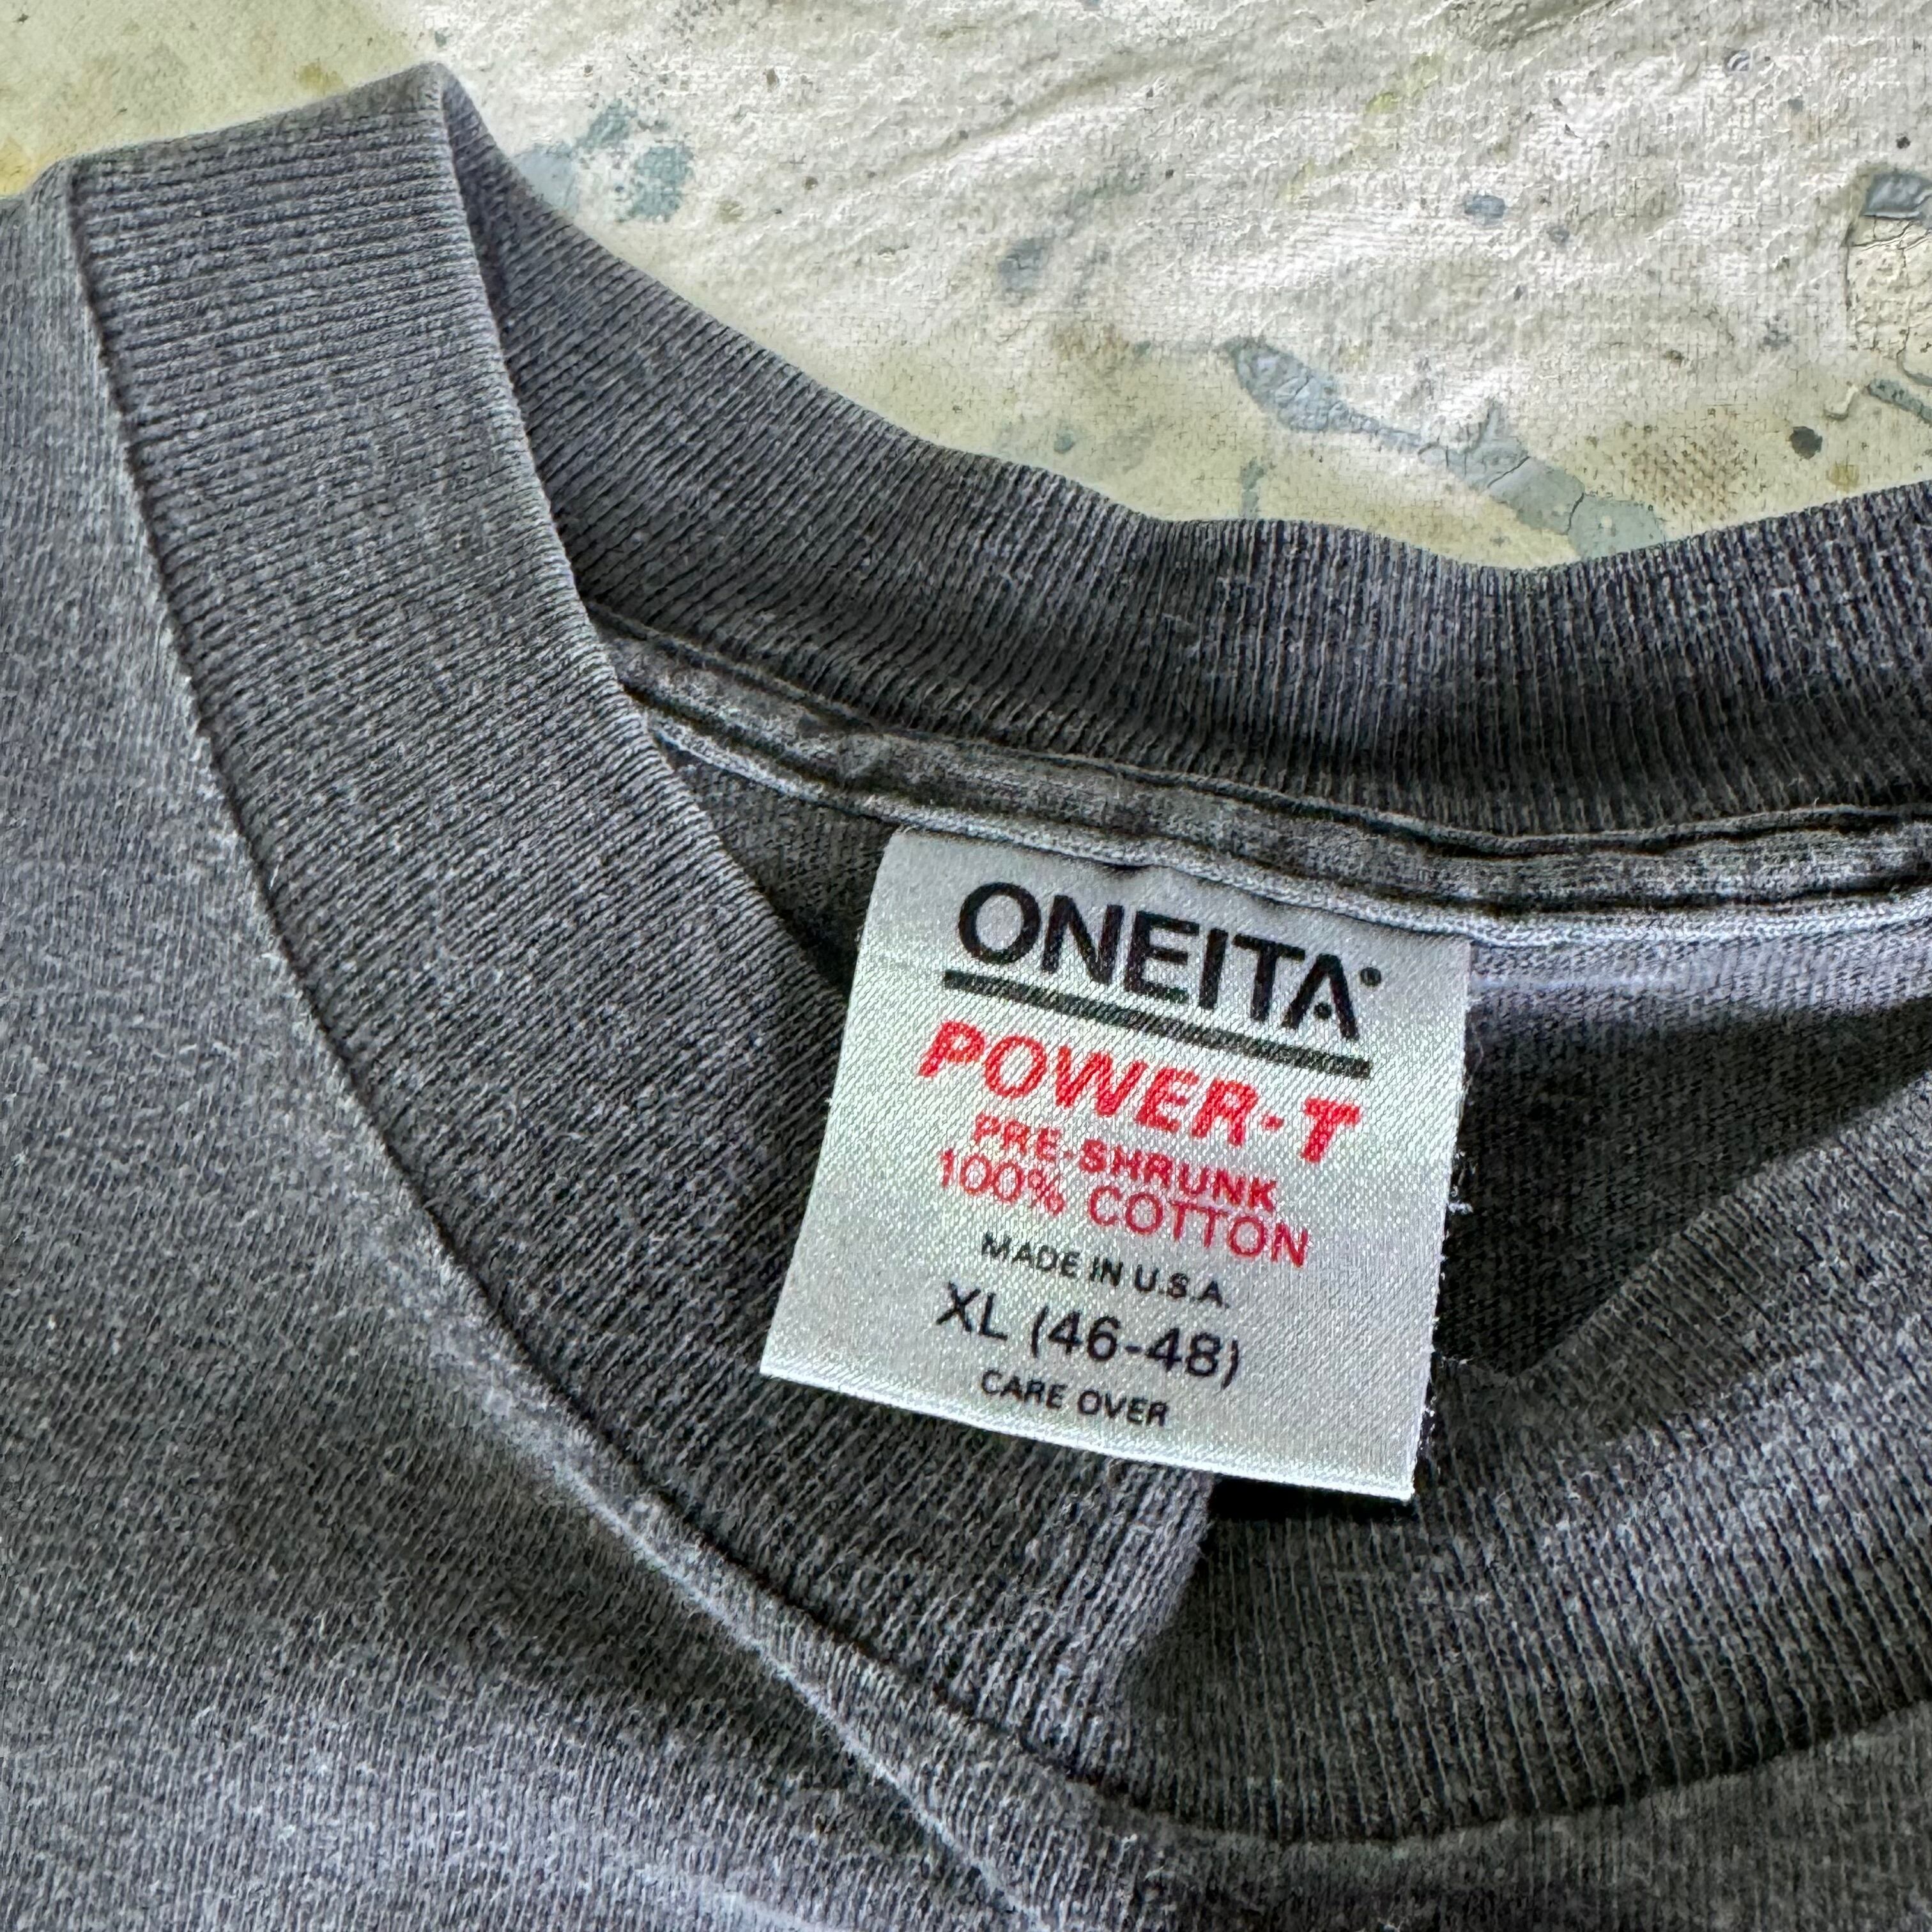 ONEITA®
POWER-T
PRE-SHRUNK
100% COTTON
MADE IN U.S.A.
XL (46-48)
CARE OVER